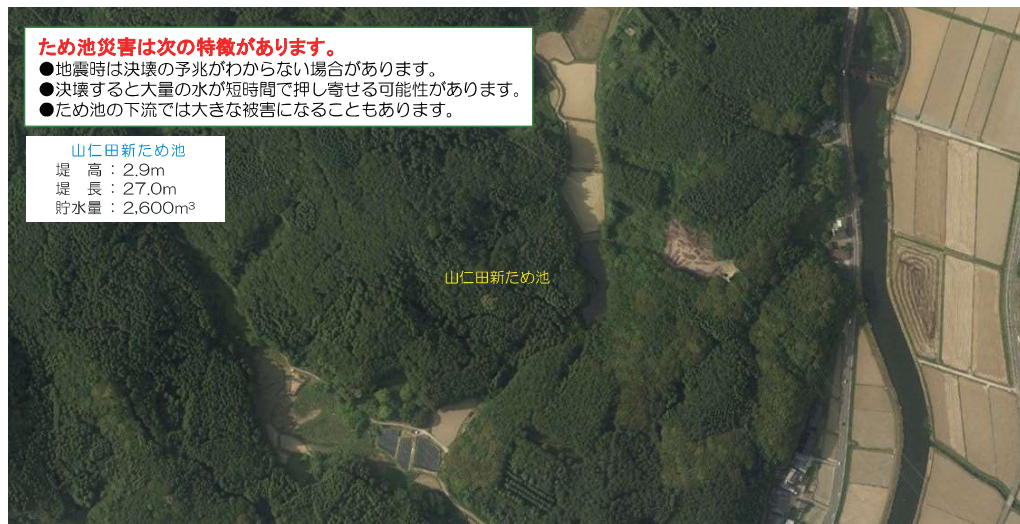 ため池災害は次の特徴があります。
●地震時は決壊の予兆がわからない場合があります。
●決壊すると大量の水が短時間で押し寄せる可能性があります。
●ため池の下流では大きな被害になることもあります。
山仁田新ため池
堤　高：2.9m
堤　長：27.0m
貯水量：2,600m³
山仁田新ため池